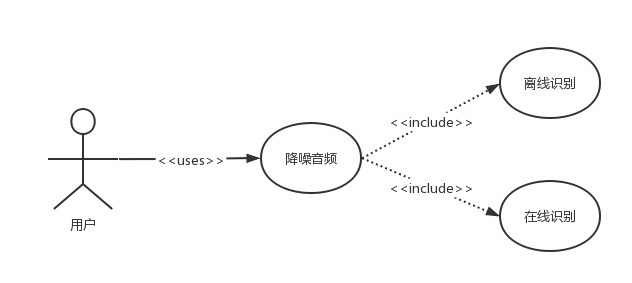 离线识别
<<include>>
<<uses>>
降噪音频
<<include>>
用户
在线识别